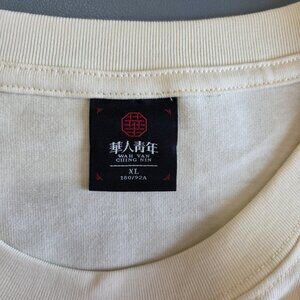 華人青年
WAH YAN
CHING NIN
XL
180/92A